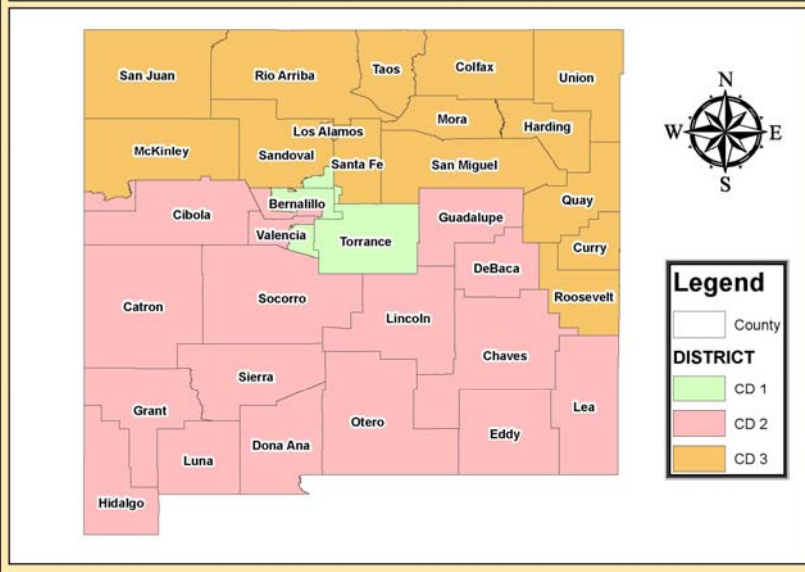 San Juan
Rio Arriba
Taos
Colfax
Union
Mora
Harding
Los Alamos
McKinley
Sandoval
Santa Fe
San Miguel
Quay
Bernalillo
Cibola
Guadalupe
Valencia
Torrance
Curry
DeBaca
Roosevelt
Catron
Socorro
Lincoln
Chaves
Sierra
Grant
Otero
Lea
Luna
Dona Ana
Eddy
Hidalgo
N
W
E
S
Legend
County
DISTRICT
CD 1
CD 2
CD 3